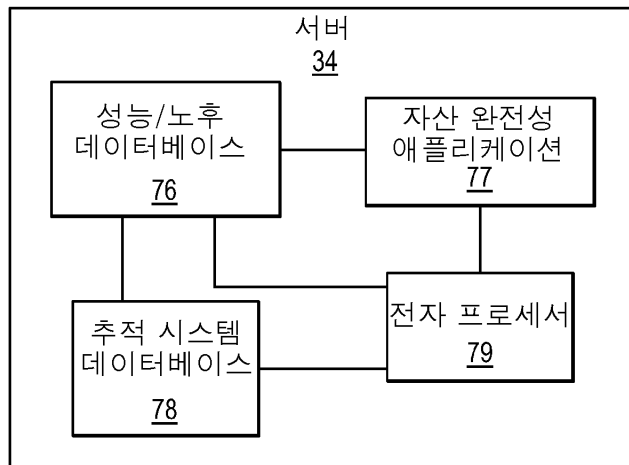 서버
34
성능/노후
데이터베이스
76
자산 완전성
애플리케이션
77
추적 시스템
데이터베이스
78
전자 프로세서
79